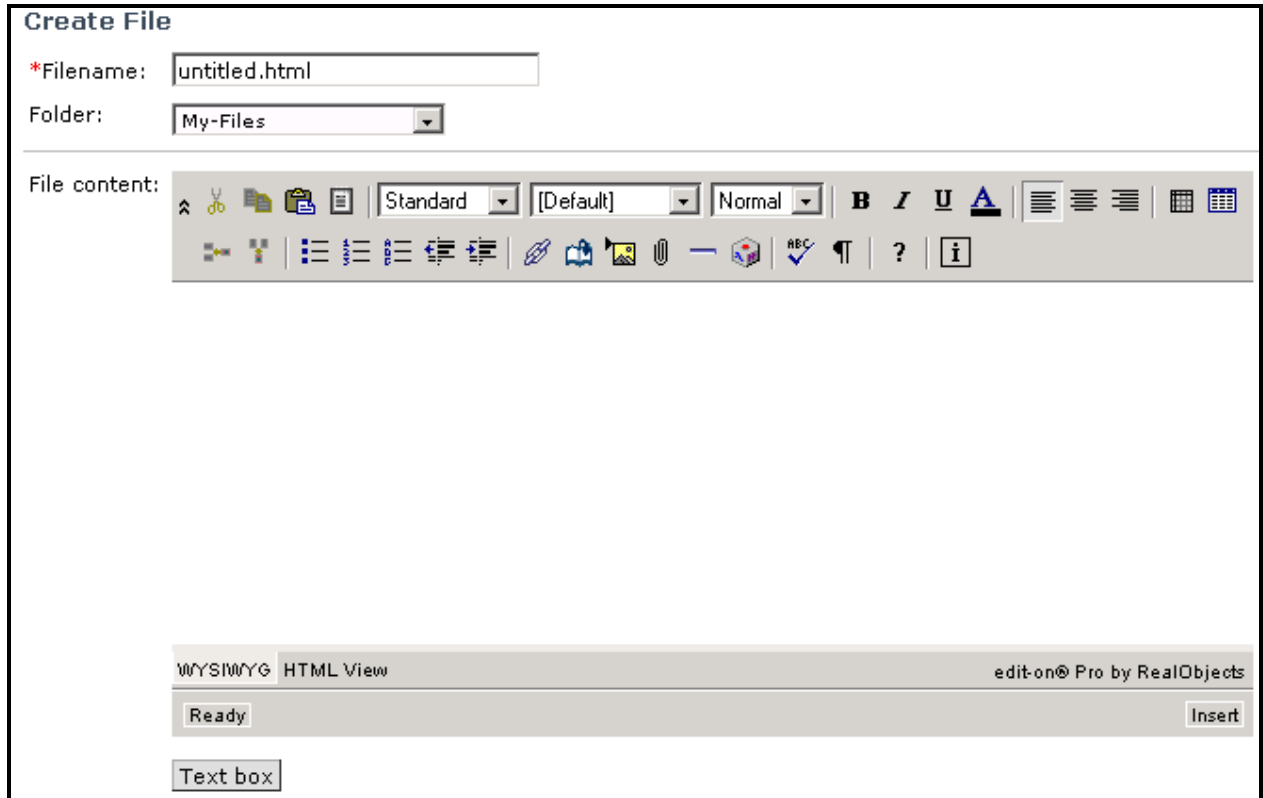 Create File
*Filename: untitled.html
Folder: My-Files
File content:
Standard [Default] Normal B I U A
ABC ¶ ? i
WYSIWYG HTML View edit-on® Pro by RealObjects
Ready Insert
Text box